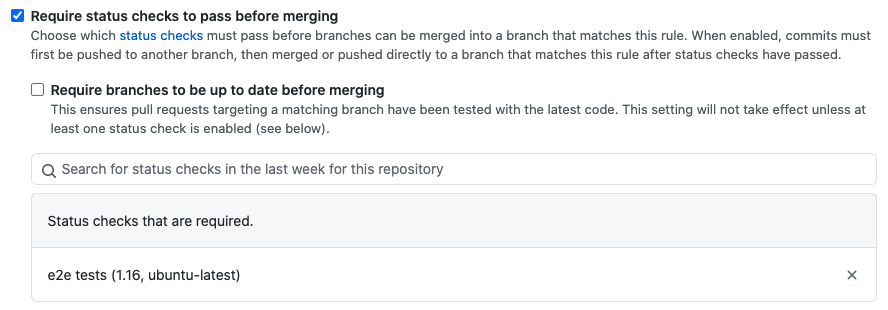 Require status checks to pass before merging
Choose which status checks must pass before branches can be merged into a branch that matches this rule. When enabled, commits must
first be pushed to another branch, then merged or pushed directly to a branch that matches this rule after status checks have passed.
Require branches to be up to date before merging
This ensures pull requests targeting a matching branch have been tested with the latest code. This setting will not take effect unless at
least one status check is enabled (see below).
Search for status checks in the last week for this repository
Status checks that are required.
e2e tests (1.16, ubuntu-latest)